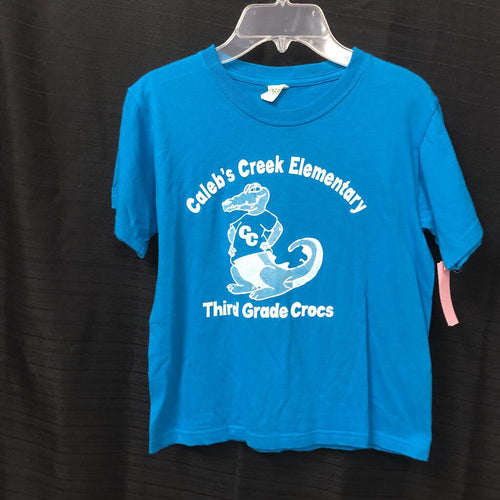 Caleb's Creek Elementary
CC
Third Grade Crocs